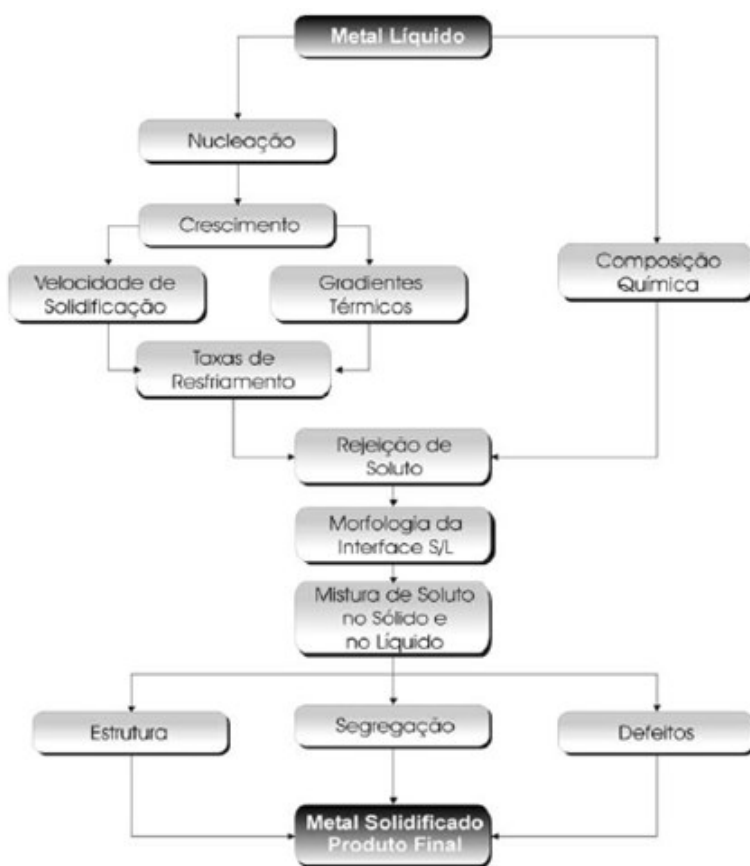 Metal Líquido
Nucleação
Crescimento
Velocidade de
Solidificação
Gradientes
Térmicos
Composição
Química
Taxas de
Resfriamento
Rejeição de
Soluto
Morfologia da
Interface S/L
Mistura de Soluto
no Sólido e
no Líquido
Estrutura
Segregação
Defeitos
Metal Solidificado
Produto Final